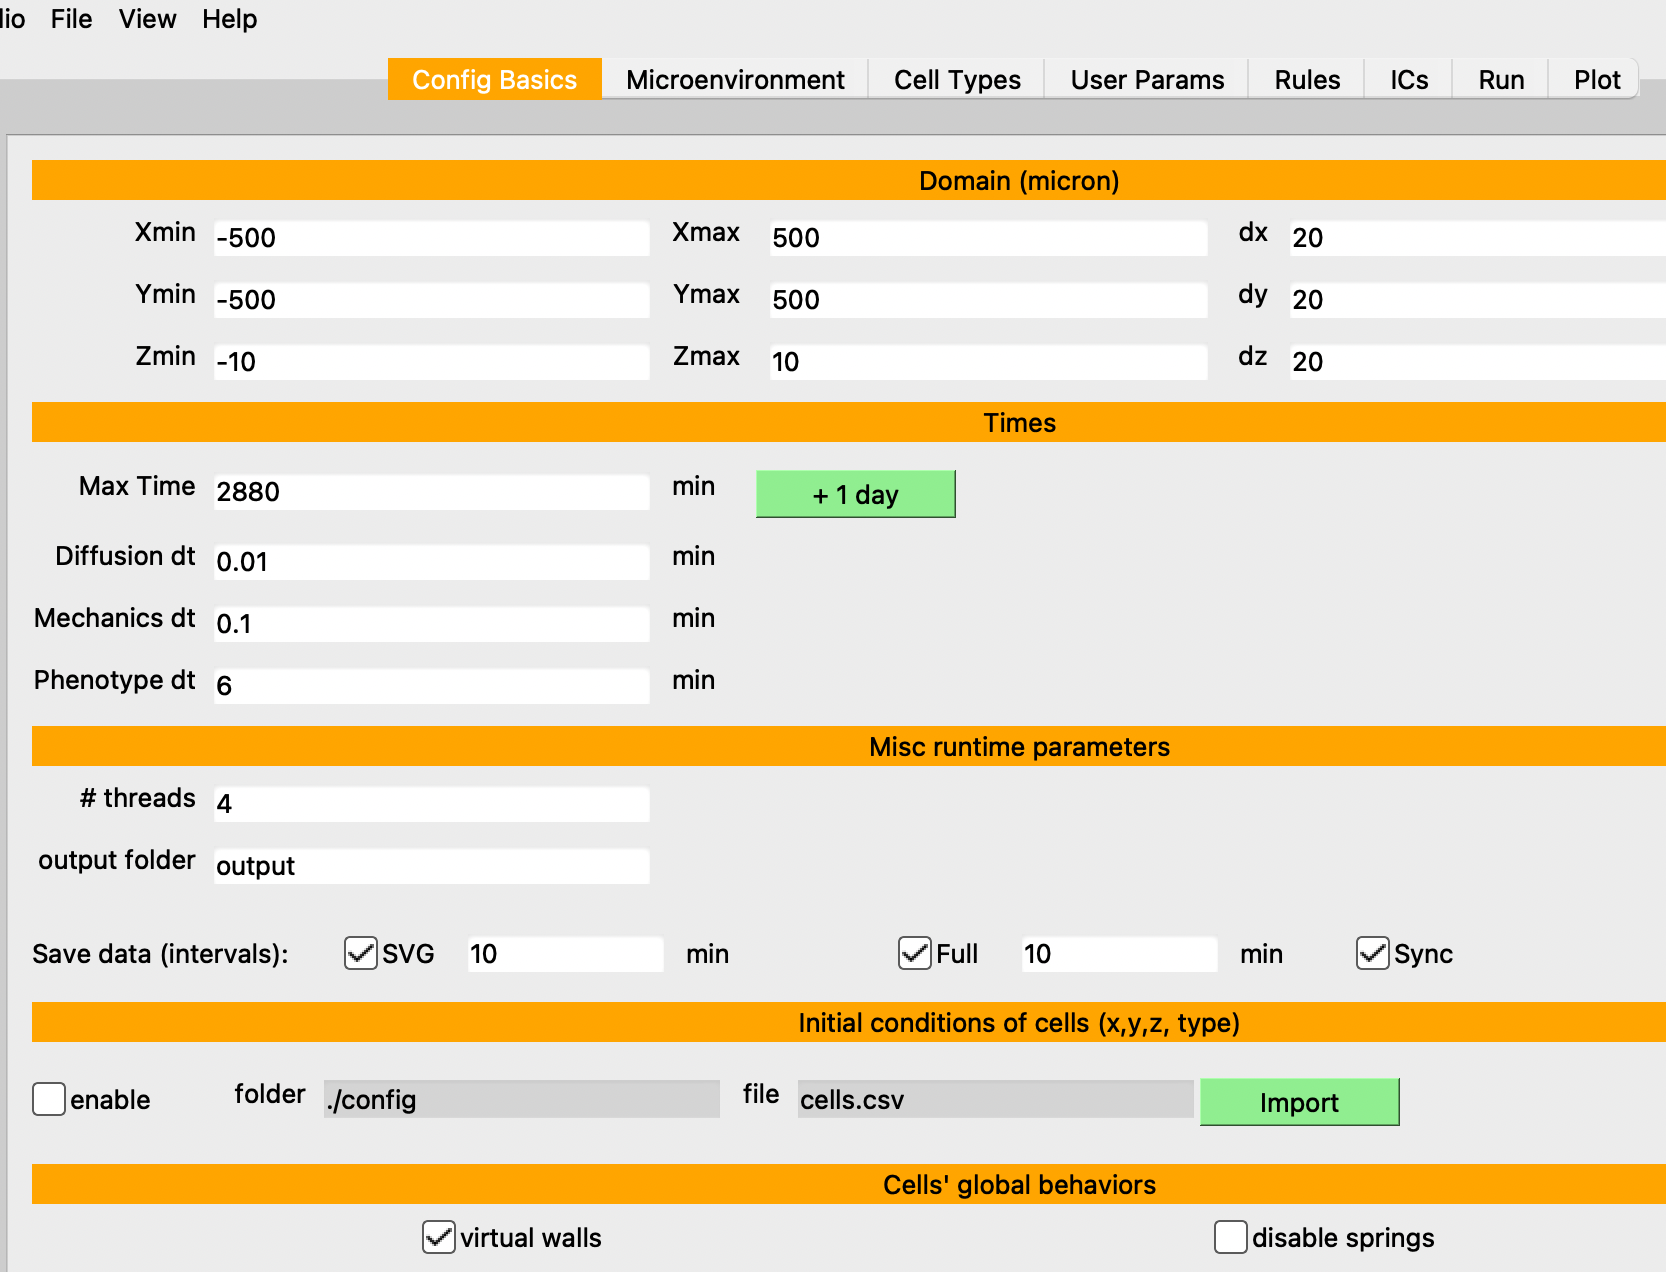 dio File View Help
Config Basics Microenvironment Cell Types User Params Rules ICs Run Plot
Domain (micron)
Xmin -500 Xmax 500 dx 20
Ymin -500 Ymax 500 dy 20
Zmin -10 Zmax 10 dz 20
Times
Max Time 2880 min + 1 day
Diffusion dt 0.01 min
Mechanics dt 0.1 min
Phenotype dt 6 min
Misc runtime parameters
# threads 4
output folder output
Save data (intervals): SVG 10 min Full 10 min Sync
Initial conditions of cells (x,y,z, type)
enable folder ./config file cells.csv Import
Cells' global behaviors
virtual walls disable springs